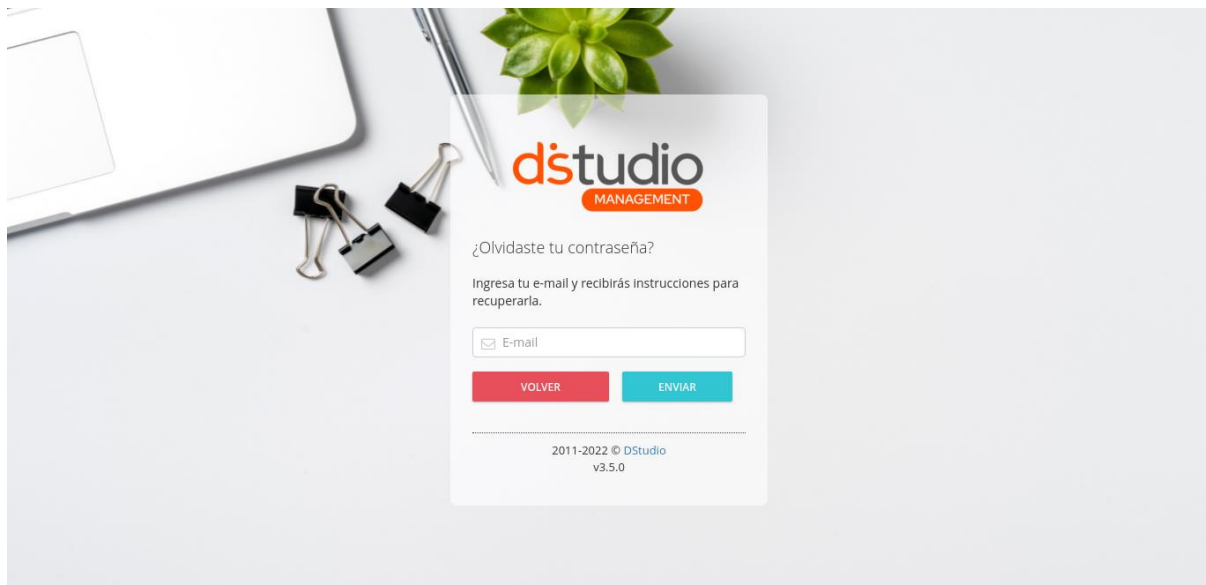 dstudio
MANAGEMENT
¿Olvidaste tu contraseña?
Ingresa tu e-mail y recibirás instrucciones para
recuperarla.
E-mail
VOLVER
ENVIAR
2011-2022 © DStudio
v3.5.0